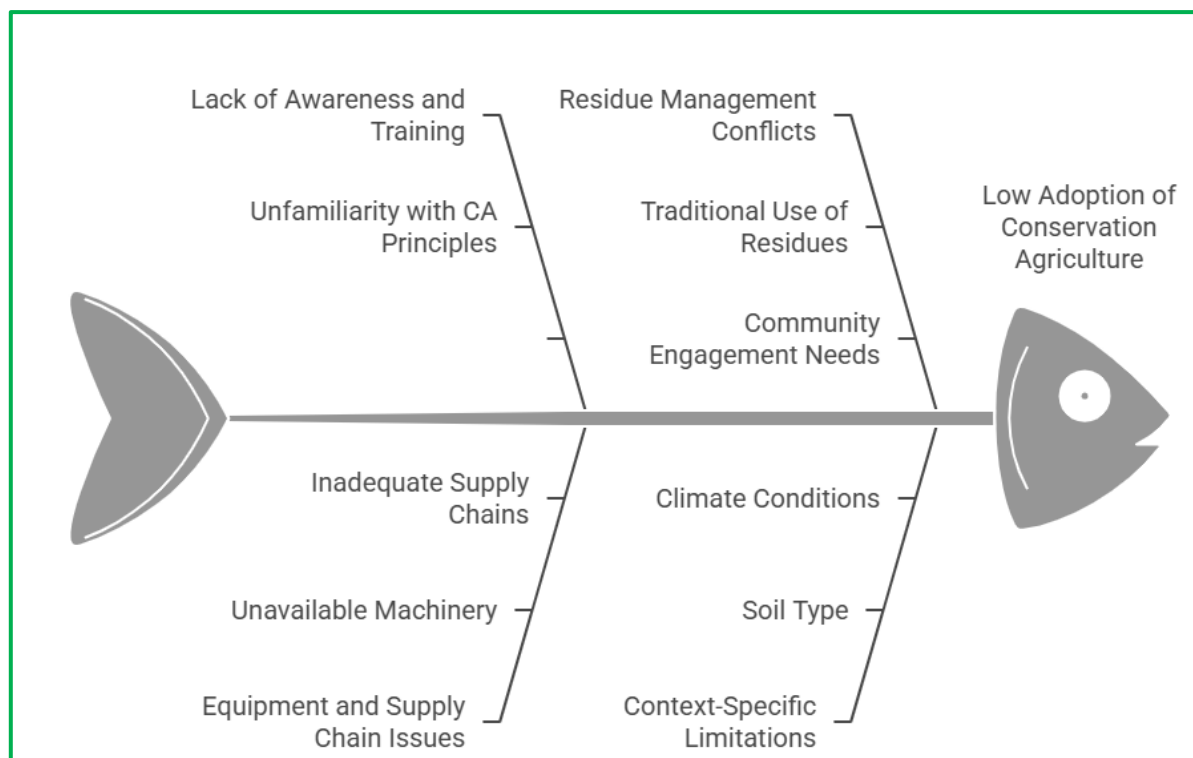 Lack of Awareness and
Training
Unfamiliarity with CA
Principles
Residue Management
Conflicts
Traditional Use of
Residues
Community
Engagement Needs
Low Adoption of
Conservation
Agriculture
Inadequate Supply
Chains
Unavailable Machinery
Equipment and Supply
Chain Issues
Climate Conditions
Soil Type
Context-Specific
Limitations